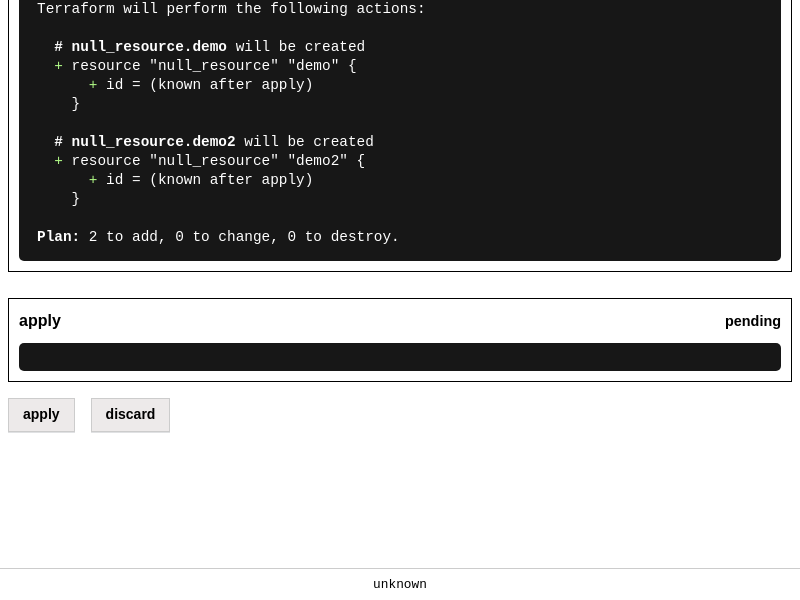 Terraform will perform the following actions:
# null_resource.demo will be created
+ resource "null_resource" "demo" {
+ id = (known after apply)
}
# null_resource.demo2 will be created
+ resource "null_resource" "demo2" {
+ id = (known after apply)
}
Plan: 2 to add, 0 to change, 0 to destroy.
apply pending
apply discard
unknown